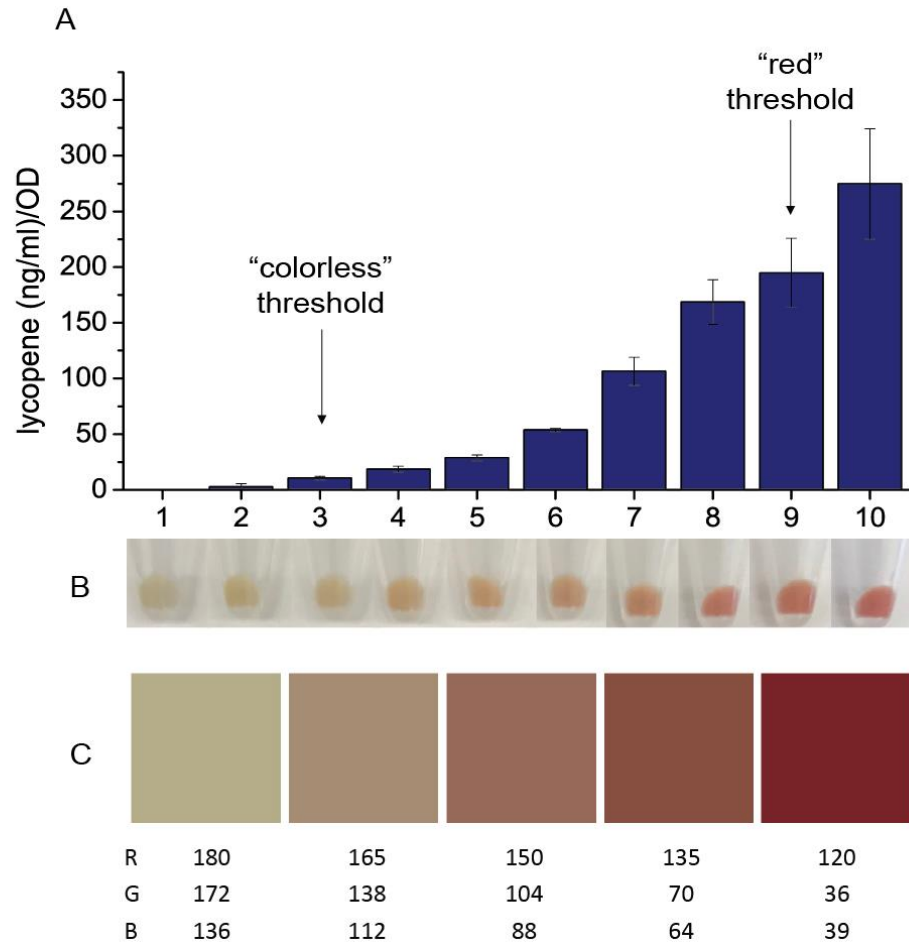 A
"red"
threshold
"colorless"
threshold
lycopene (ng/ml)/OD
350
300
250
200
150
100
50
0
1 2 3 4 5 6 7 8 9 10
B
C
R 180 165 150 135 120
G 172 138 104 70 36
B 136 112 88 64 39